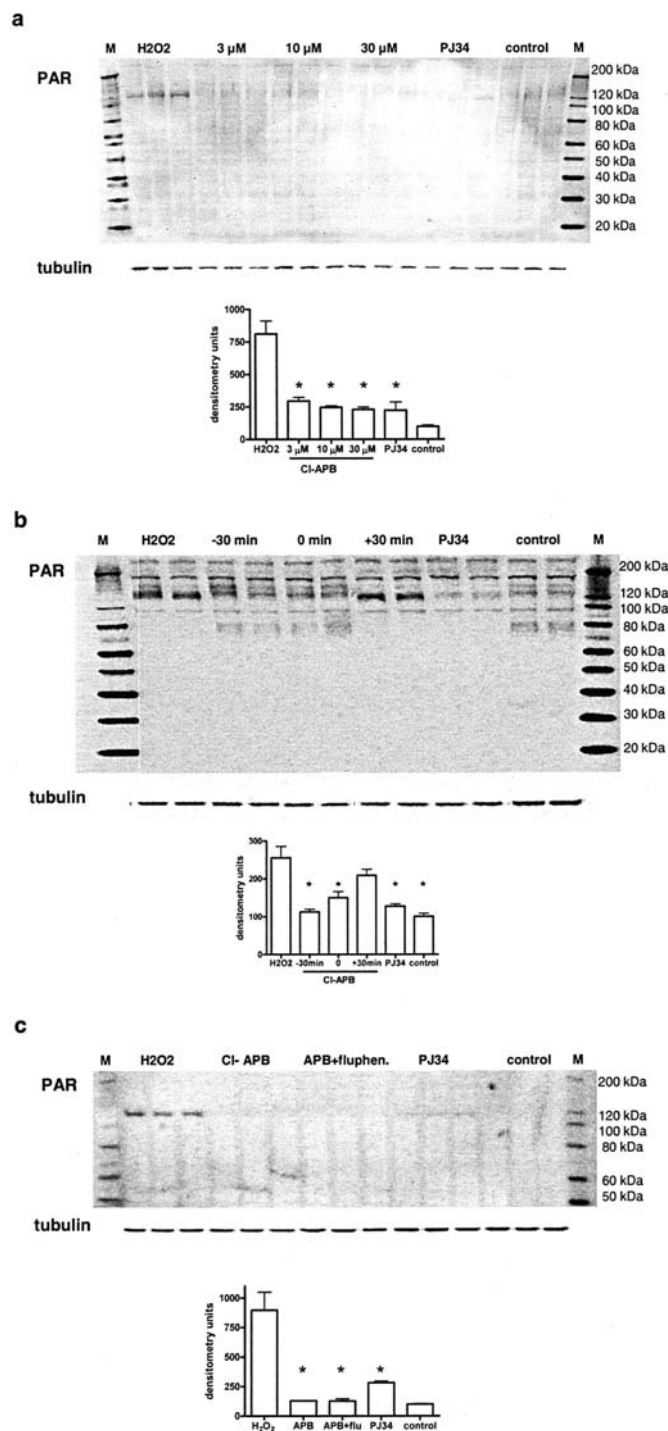 a
M H2O2 3 µM 10 µM 30 µM PJ34 control M
PAR
200 kDa
120 kDa
100 kDa
80 kDa
60 kDa
50 kDa
40 kDa
30 kDa
20 kDa
tubulin
densitometry units
1000
750
500
250
0
* * * *
H2O2 3 µM 10 µM 30 µM PJ34 control
Cl-APB
b
M H2O2 -30 min 0 min +30 min PJ34 control M
PAR
200 kDa
120 kDa
100 kDa
80 kDa
60 kDa
50 kDa
40 kDa
30 kDa
20 kDa
tubulin
densitometry units
300
200
100
0
* * * *
H2O2 -30min 0 +30min PJ34 control
Cl-APB
c
M H2O2 Cl- APB APB+fluphen. PJ34 control M
PAR
200 kDa
120 kDa
100 kDa
80 kDa
60 kDa
50 kDa
tubulin
densitometry units
1000
750
500
250
0
* * *
H₂O₂ APB APB+flu PJ34 control